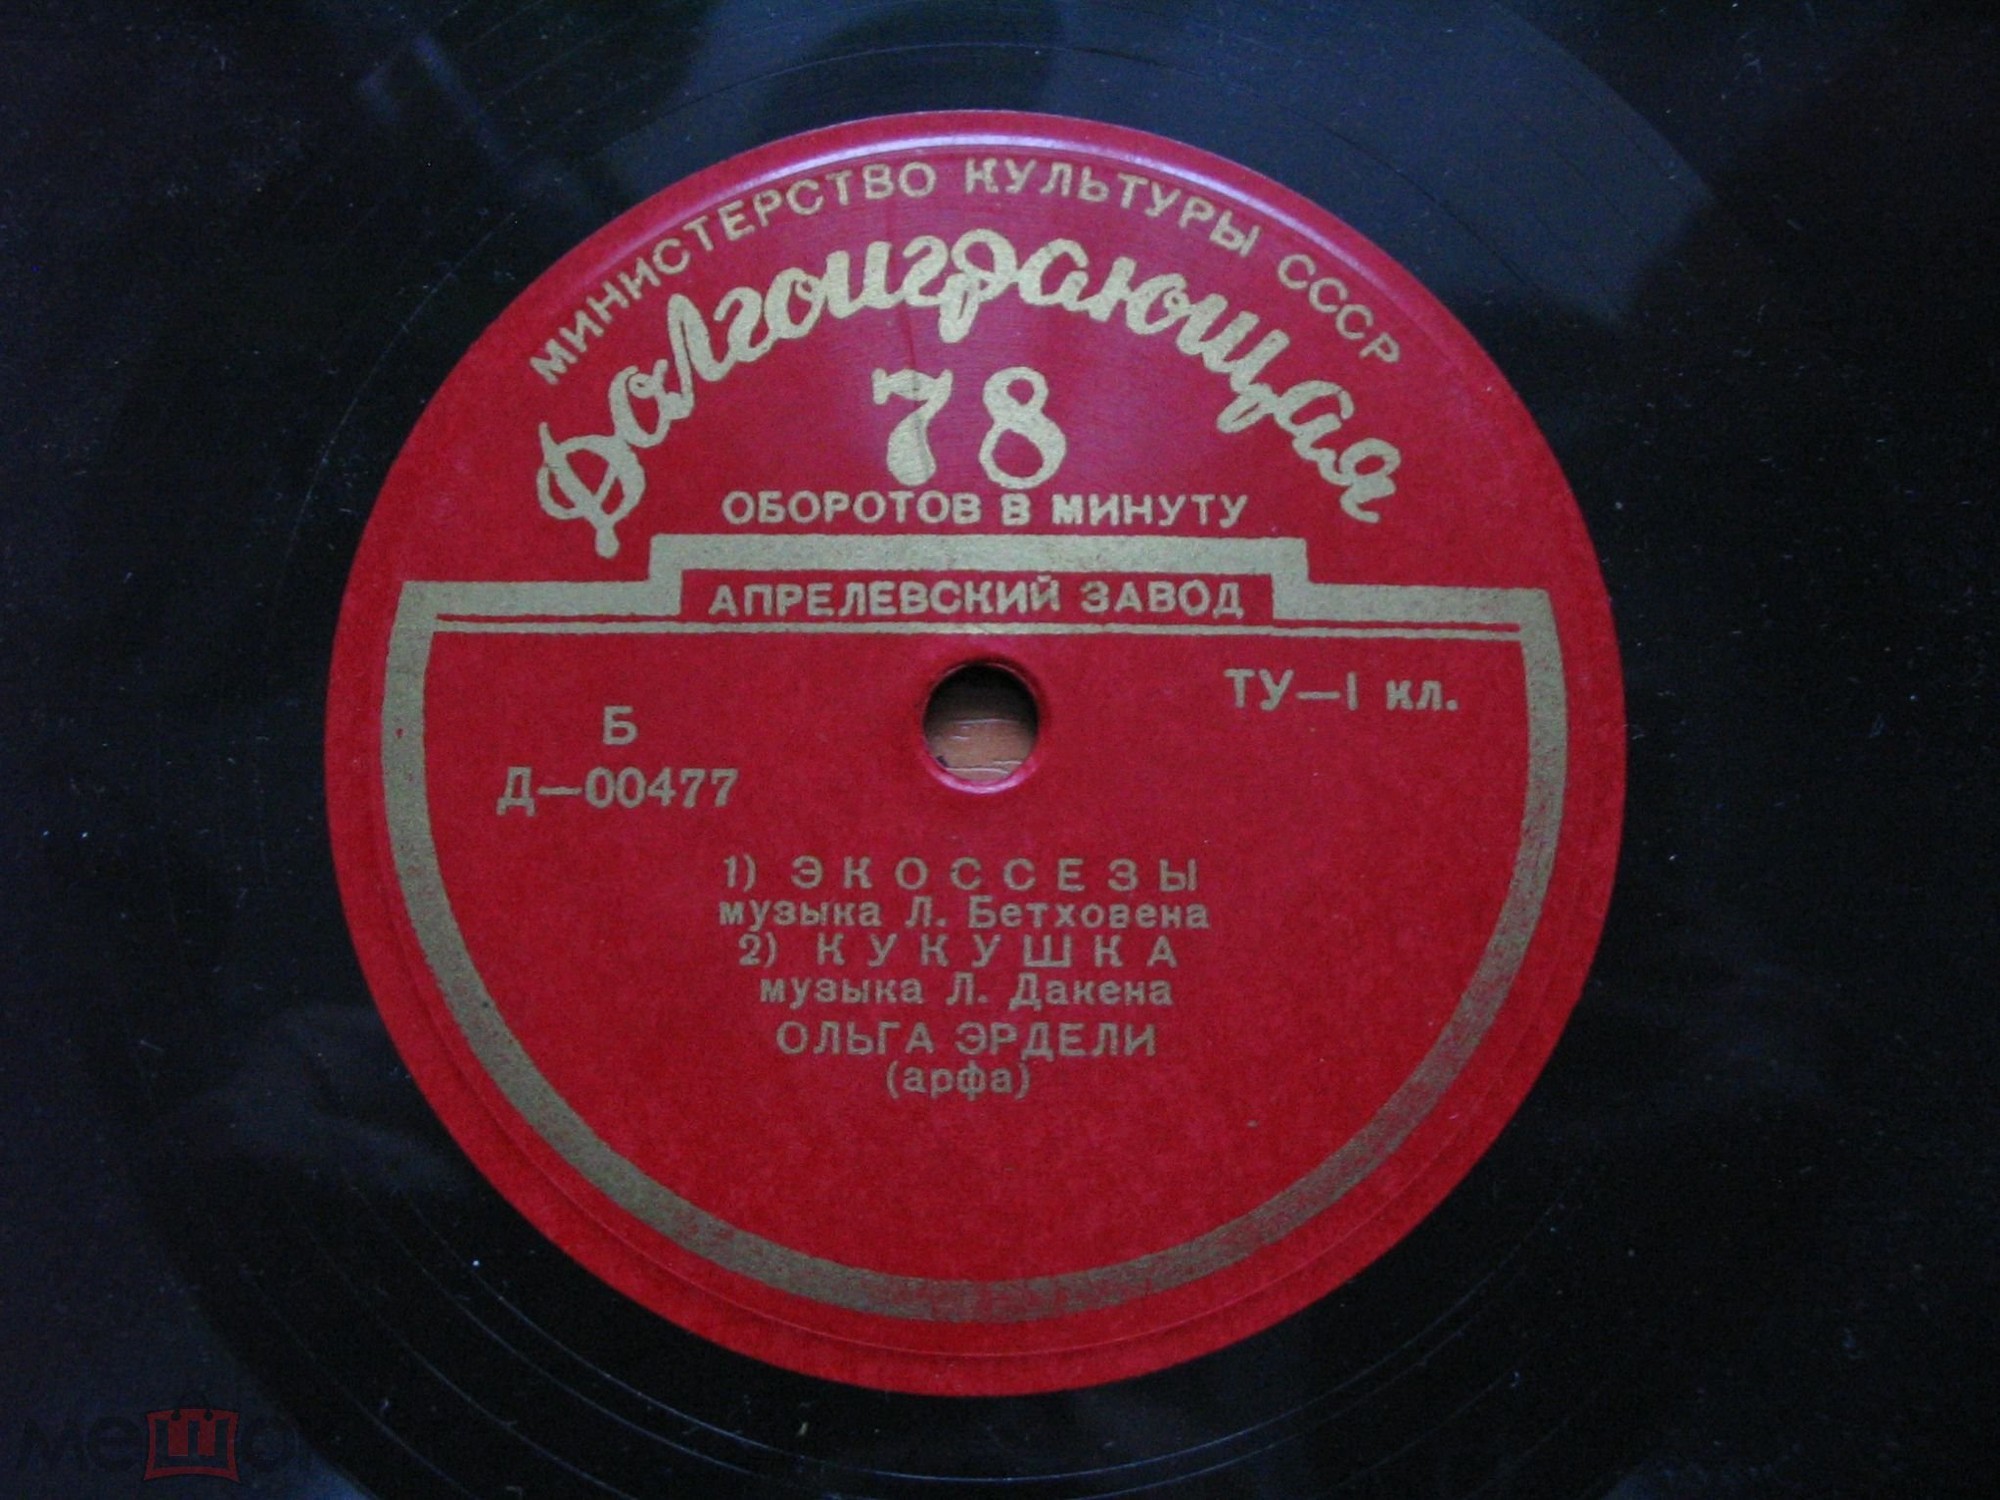 МИНИСТЕРСТВО КУЛЬТУРЫ СССР
Долгоиграющая
78
ОБОРОТОВ В МИНУТУ
АПРЕЛЕВСКИЙ ЗАВОД
ТУ—I кл.
Б
Д—00477
1) ЭКОССЕЗЫ
музыка Л. Бетховена
2) КУКУШКА
музыка Л. Дакена
ОЛЬГА ЭРДЕЛИ
(арфа)